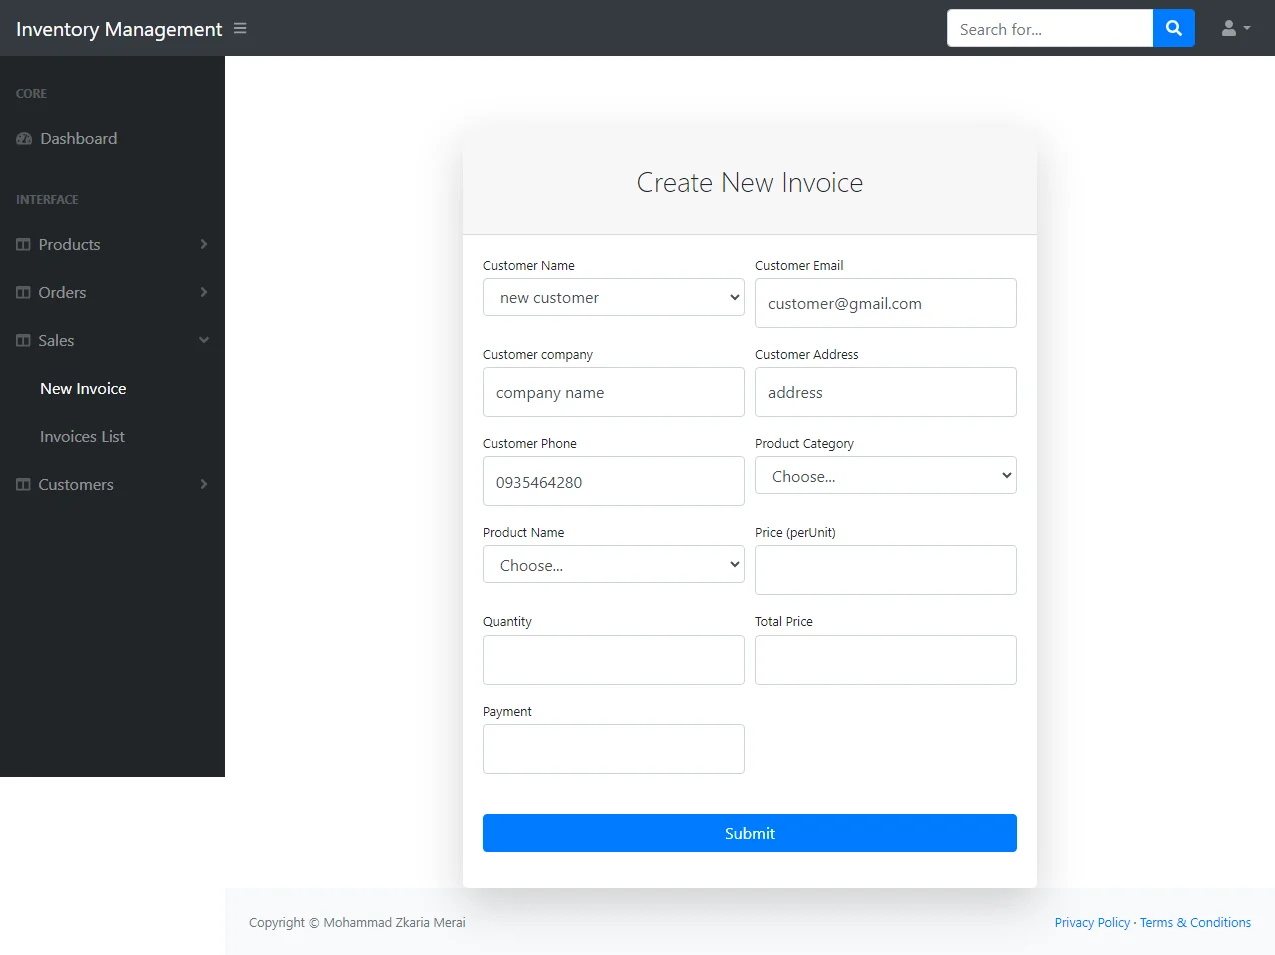 Inventory Management
Search for...
CORE
Dashboard
INTERFACE
Products
Orders
Sales
New Invoice
Invoices List
Customers
Create New Invoice
Customer Name
Customer Email
new customer
customer@gmail.com
Customer company
Customer Address
company name
address
Customer Phone
Product Category
0935464280
Choose...
Product Name
Price (perUnit)
Choose...
Quantity
Total Price
Payment
Submit
Copyright © Mohammad Zkaria Merai
Privacy Policy · Terms & Conditions